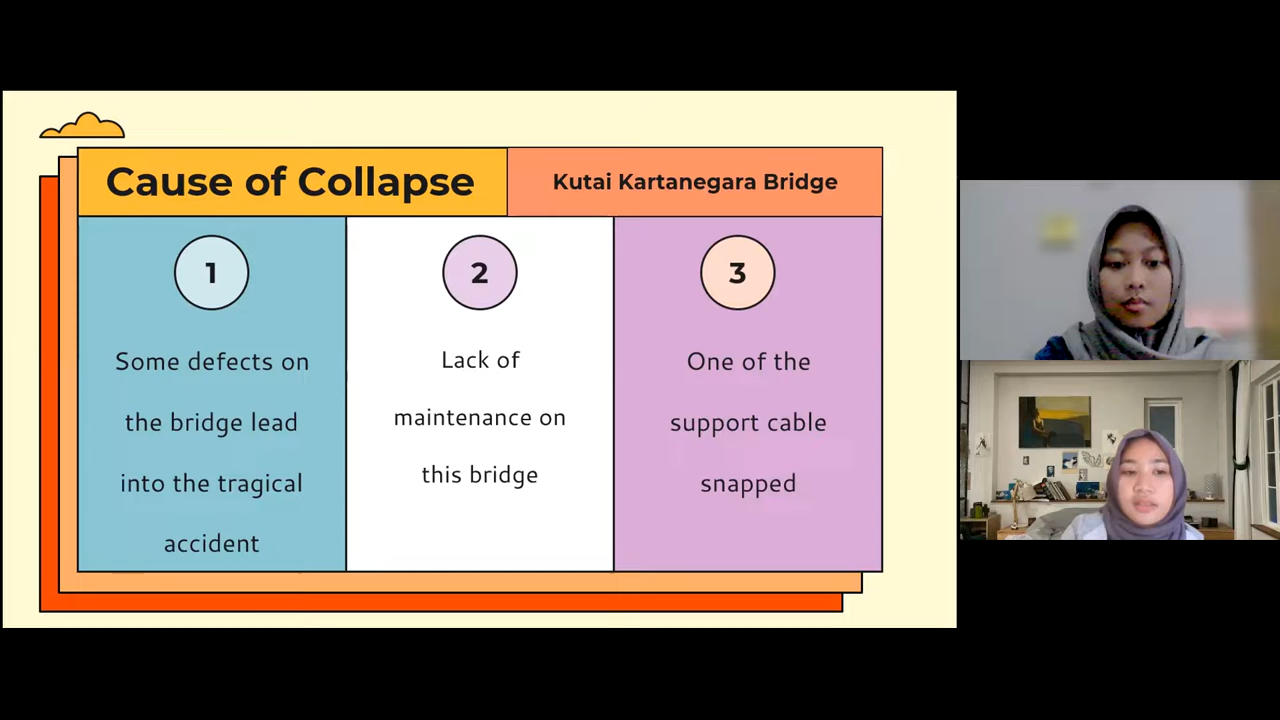 Cause of Collapse
Kutai Kartanegara Bridge
1
Some defects on
the bridge lead
into the tragical
accident
2
Lack of
maintenance on
this bridge
3
One of the
support cable
snapped